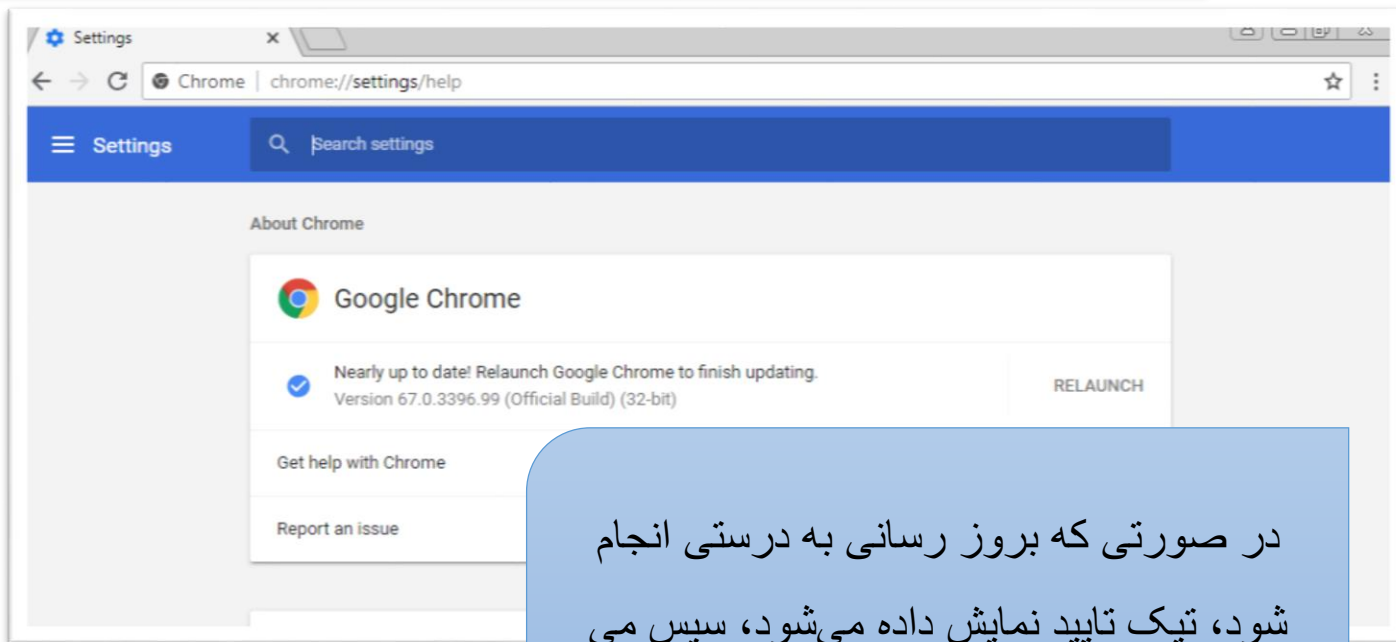 Settings
Chrome | chrome://settings/help
Settings
Search settings
About Chrome
Google Chrome
Nearly up to date! Relaunch Google Chrome to finish updating.
Version 67.0.3396.99 (Official Build) (32-bit)
RELAUNCH
Get help with Chrome
Report an issue
در صورتی که بروز رسانی به درستی انجام
شود، تیک تایید نمایش داده می‌شود، سپس می